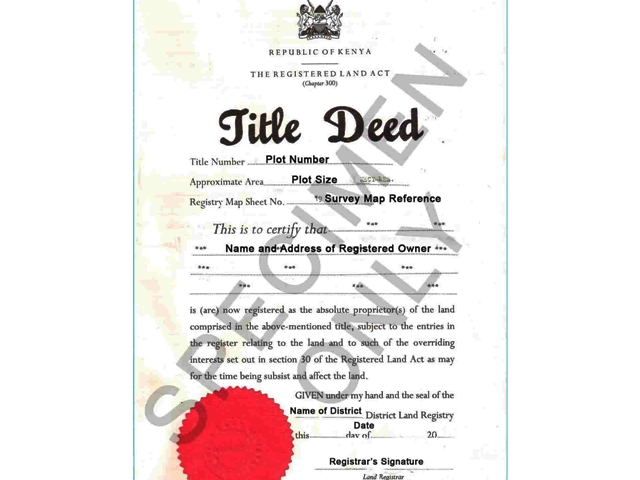 REPUBLIC OF KENYA
THE REGISTERED LAND ACT
(Chapter 300)
Title Deed
Title Number Plot Number
Approximate Area Plot Size
Registry Map Sheet No. Survey Map Reference
This is to certify that ***
*** Name and Address of Registered Owner ***
*** *** ***
*** *** ***
is (are) now registered as the absolute proprietor(s) of the land
comprised in the above-mentioned title, subject to the entries in
the register relating to the land and to such of the overriding
interests set out in section 30 of the Registered Land Act as may
for the time being subsist and affect the land.
GIVEN under my hand and the seal of the
Name of District District Land Registry
Date
this day of 20
Registrar's Signature
Land Registrar
SPECIMEN
ONLY